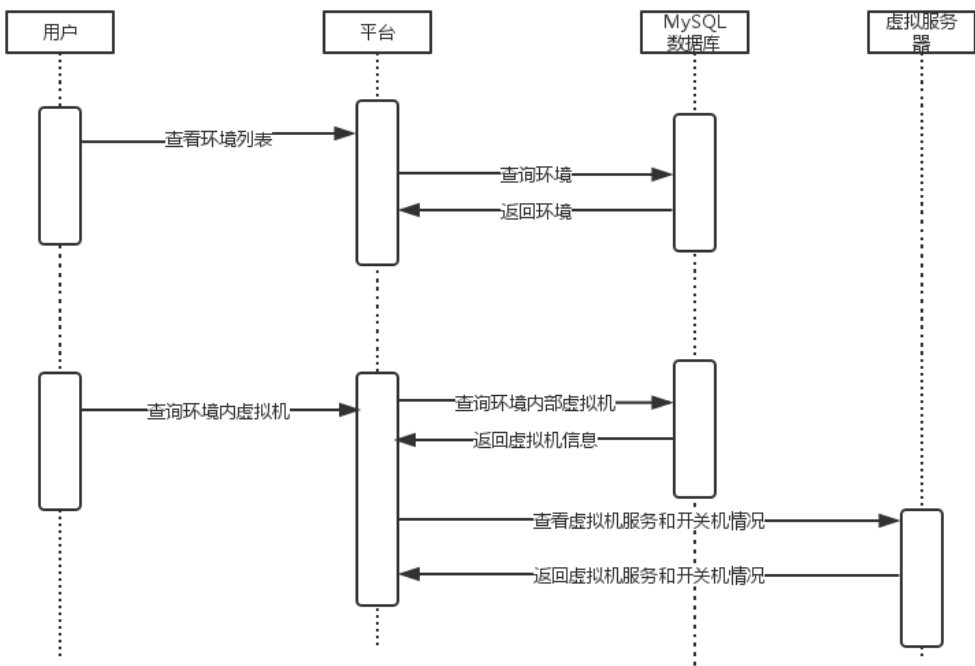 用户
平台
MySQL
数据库
虚拟服务
器
查看环境列表
查询环境
返回环境
查询环境内虚拟机
查询环境内部虚拟机
返回虚拟机信息
查看虚拟机服务和开关机情况
返回虚拟机服务和开关机情况